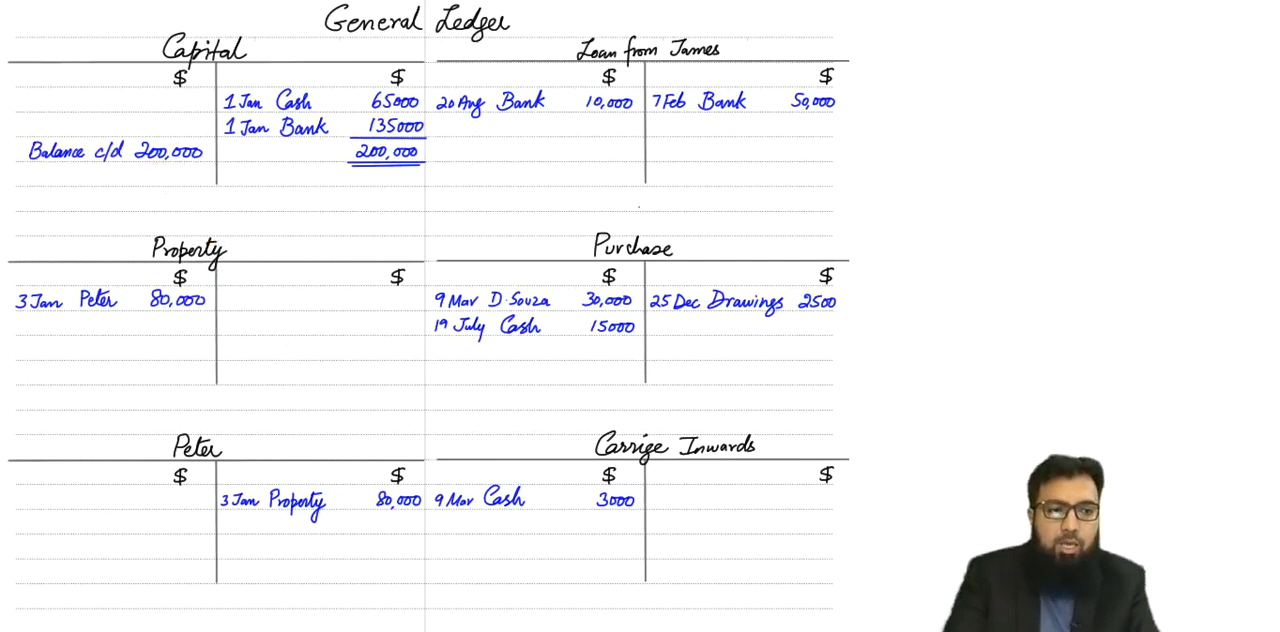 General Ledger
Capital
$ $
1 Jan Cash 65000
1 Jan Bank 135000
Balance c/d 200,000 200,000
Loan from James
$ $
20 Aug Bank 10,000 7 Feb Bank 50,000
Property
$ $
3 Jan Peter 80,000
Purchase
$ $
9 Mar D.Souza 30,000 25 Dec Drawings 2500
19 July Cash 15000
Peter
$ $
3 Jan Property 80,000
Carrige Inwards
$ $
9 Mar Cash 3000